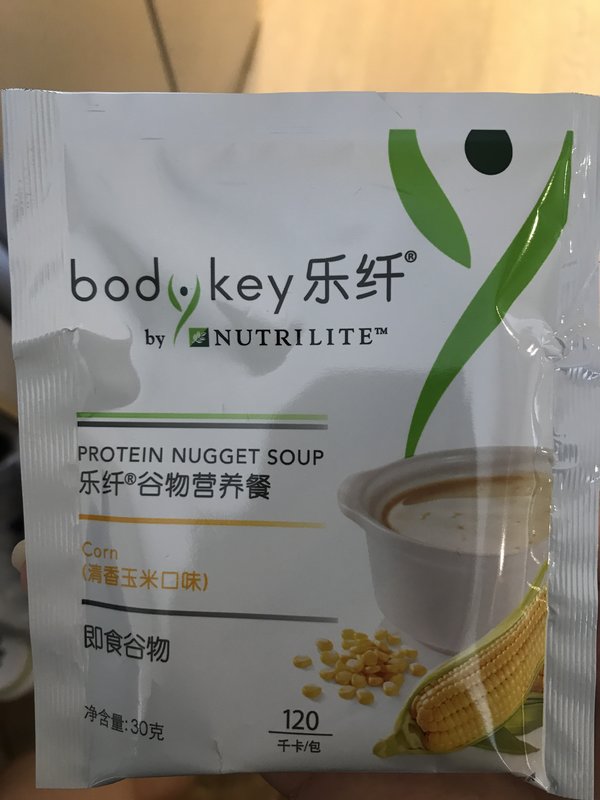 bodykey乐纤®
by NUTRILITE™
PROTEIN NUGGET SOUP
乐纤®谷物营养餐
Corn
(清香玉米口味)
即食谷物
净含量:30克
120
千卡/包